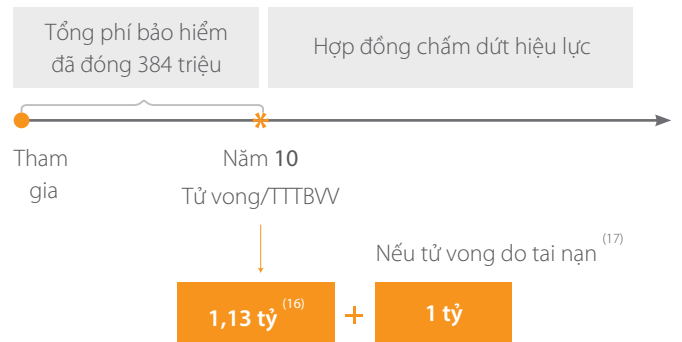 Tổng phí bảo hiểm
đã đóng 384 triệu
Hợp đồng chấm dứt hiệu lực
Tham
gia
Năm 10
Tử vong/TTTBVV
Nếu tử vong do tai nạn (17)
1,13 tỷ (16)
+
1 tỷ